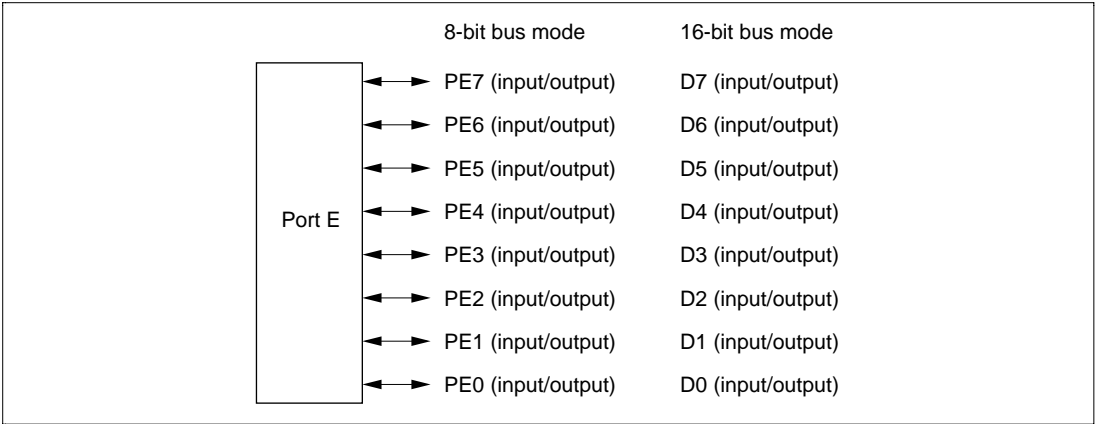 8-bit bus mode 16-bit bus mode
PE7 (input/output) D7 (input/output)
PE6 (input/output) D6 (input/output)
PE5 (input/output) D5 (input/output)
Port E PE4 (input/output) D4 (input/output)
PE3 (input/output) D3 (input/output)
PE2 (input/output) D2 (input/output)
PE1 (input/output) D1 (input/output)
PE0 (input/output) D0 (input/output)